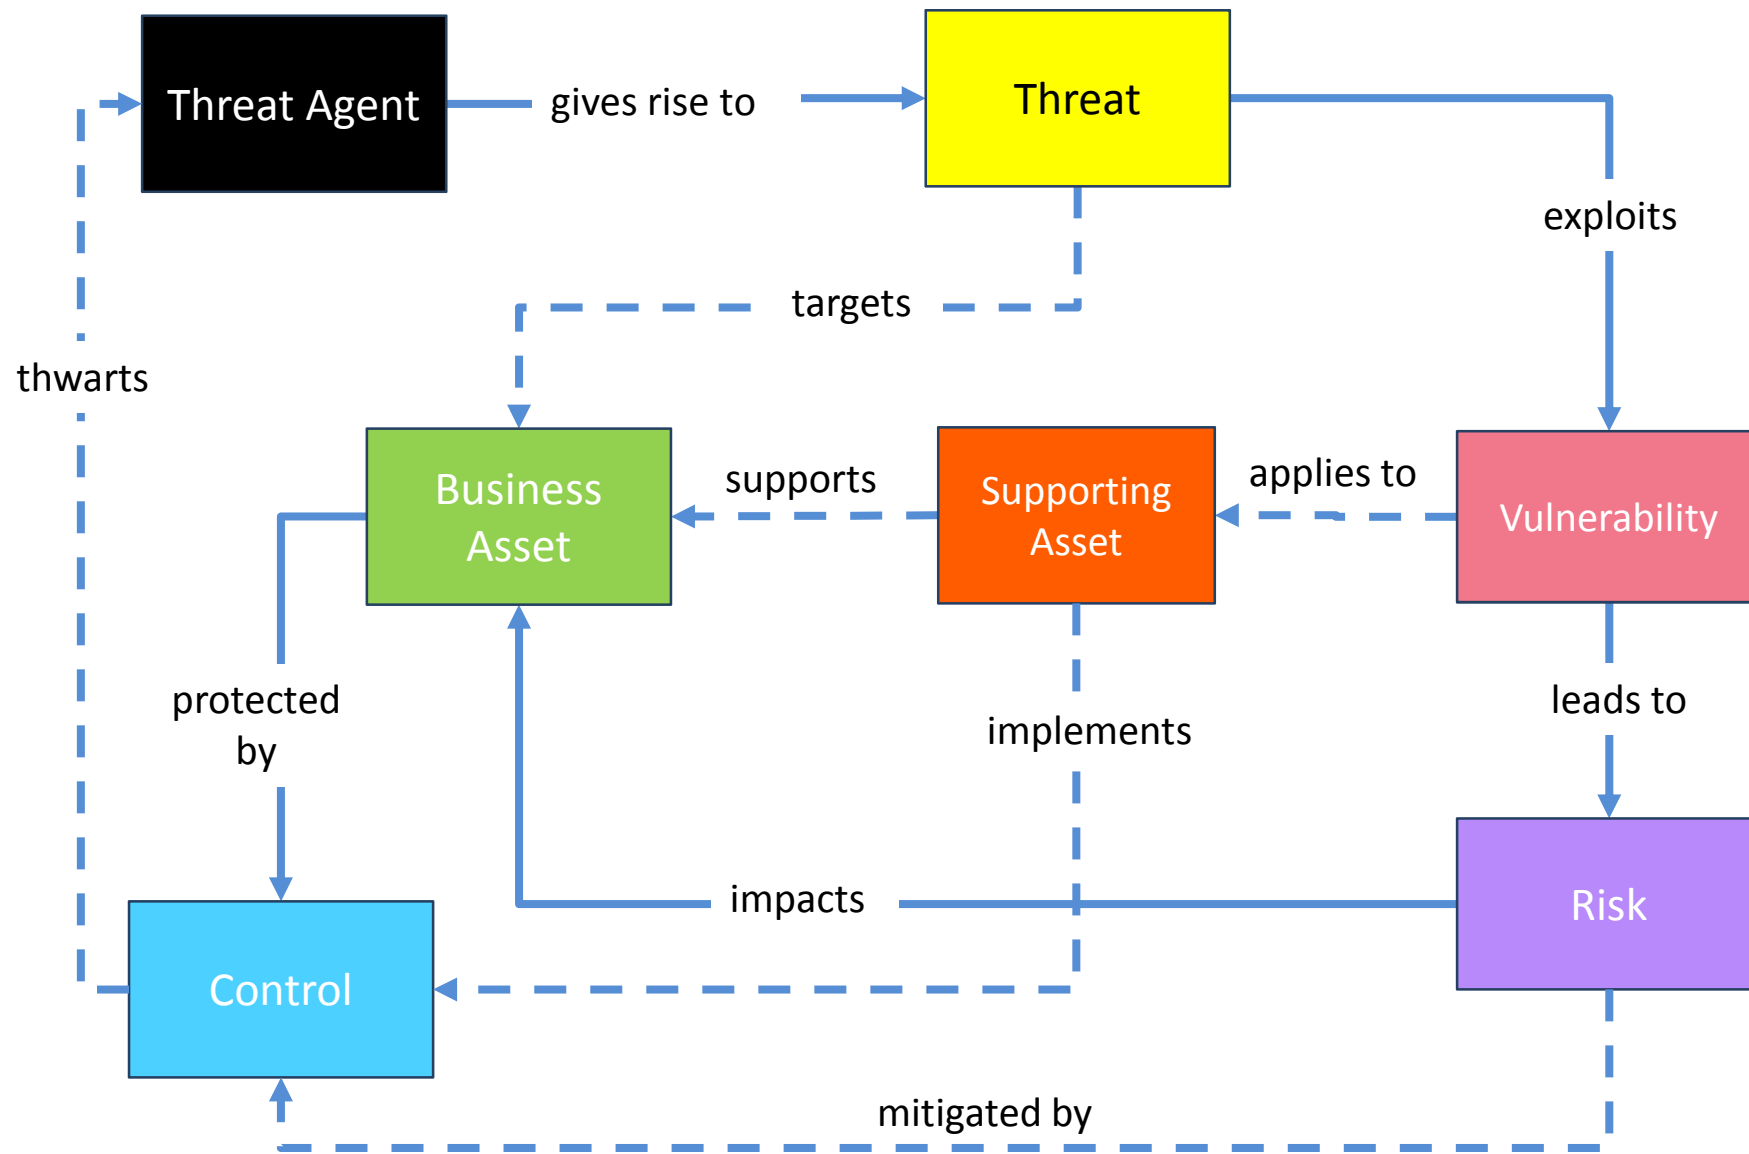 Threat Agent
gives rise to
Threat
exploits
targets
thwarts
Business
Asset
supports
Supporting
Asset
applies to
Vulnerability
protected
by
implements
leads to
impacts
Risk
Control
mitigated by